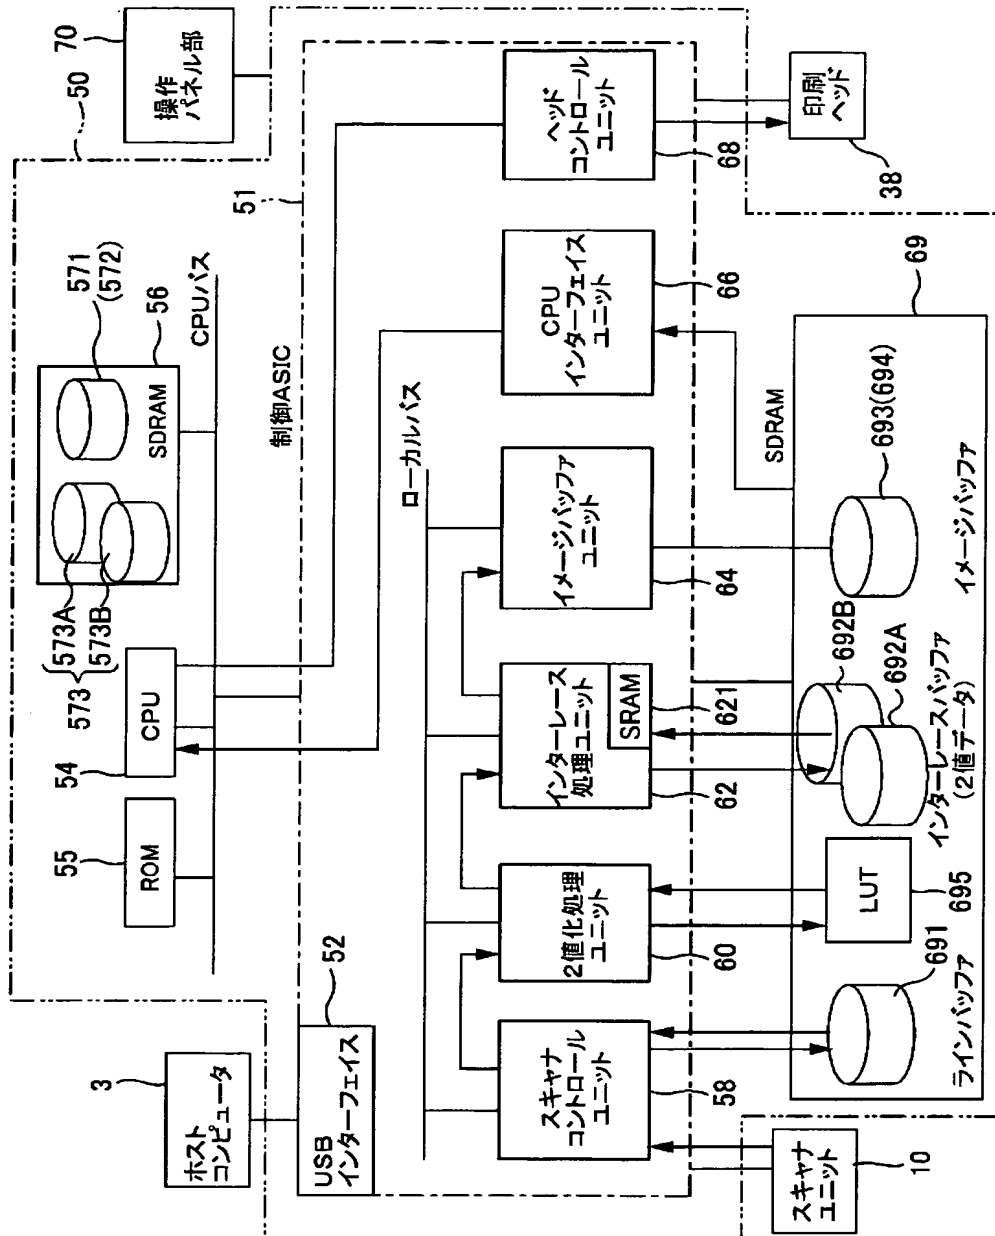 3
ホスト
コンピュータ
55
ROM
54
CPU
573
573A
573B
571
(572)
56
SDRAM
CPUバス
50
70
操作
パネル部
52
USB
インターフェイス
制御ASIC
51
ローカルバス
スキャナ
コントロール
ユニット
58
2値化処理
ユニット
60
インターレース
処理ユニット
SRAM
62
621
イメージバッファ
ユニット
64
CPU
インターフェイス
ユニット
66
ヘッド
コントロール
ユニット
68
スキャナ
ユニット
10
691
ラインバッファ
LUT
695
692B
692A
インターレースバッファ
(2値データ)
SDRAM
693(694)
イメージバッファ
69
印刷
ヘッド
38